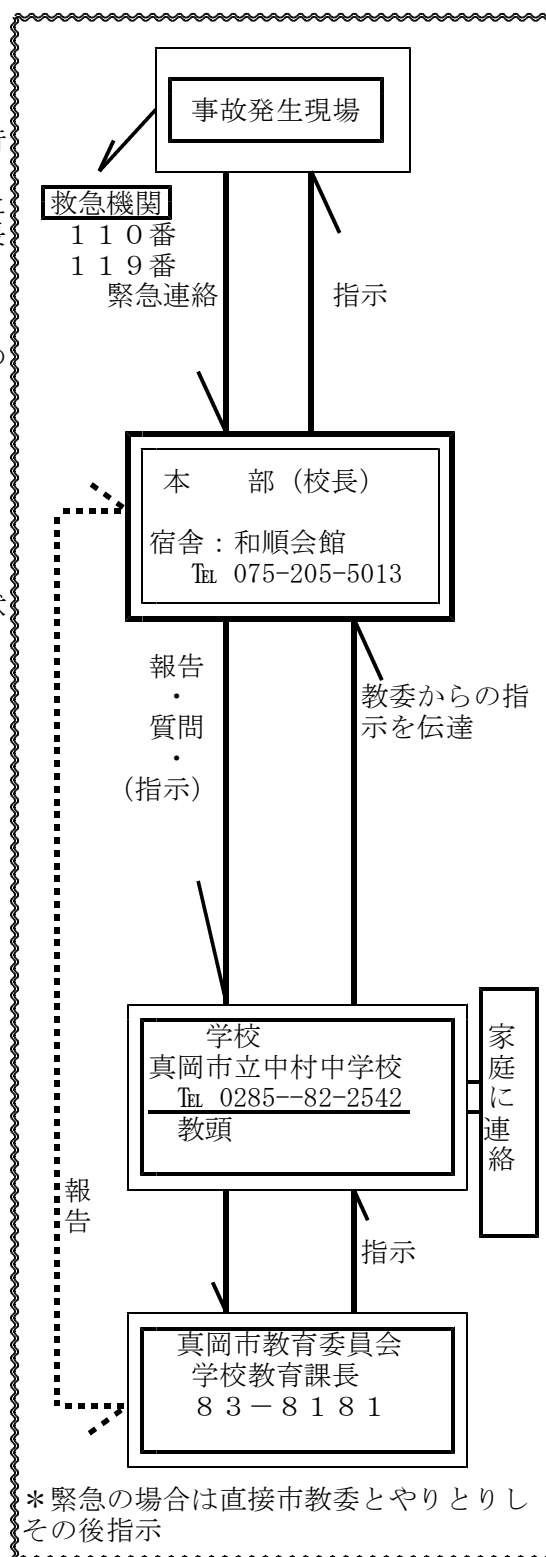 事故発生現場
救急機関
１１０番
１１９番
緊急連絡
指示
本　　部（校長）
宿舎：和順会館
℡ 075-205-5013
報告
・
質問
・
(指示)
教委からの指
示を伝達
学校
真岡市立中村中学校
℡ 0285--82-2542
教頭
家庭に連絡
報告
指示
真岡市教育委員会
学校教育課長
８３－８１８１
＊緊急の場合は直接市教委とやりとりし
その後指示